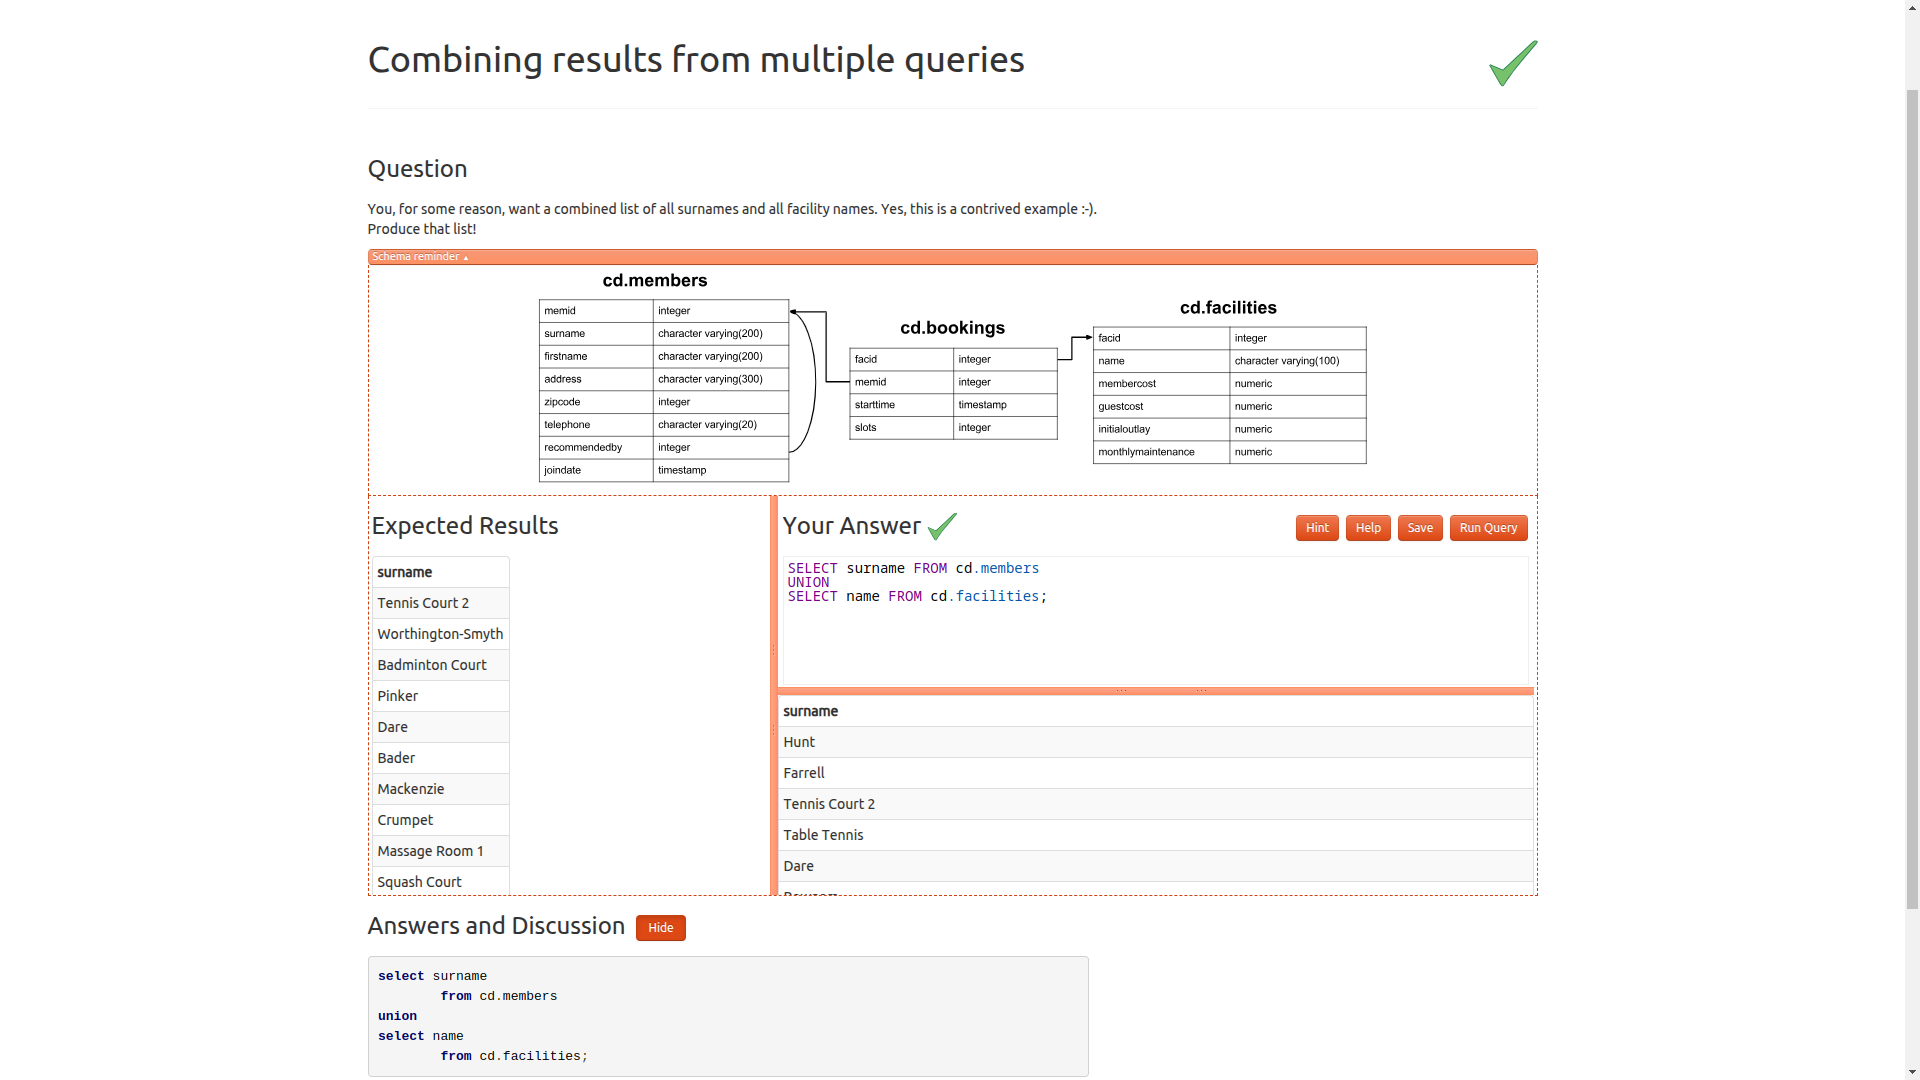 Combining results from multiple queries
Question
You, for some reason, want a combined list of all surnames and all facility names. Yes, this is a contrived example :-).
Produce that list!
Schema reminder ▴
cd.members
memid integer
surname character varying(200)
firstname character varying(200)
address character varying(300)
zipcode integer
telephone character varying(20)
recommendedby integer
joindate timestamp
cd.bookings
facid integer
memid integer
starttime timestamp
slots integer
cd.facilities
facid integer
name character varying(100)
membercost numeric
guestcost numeric
initialoutlay numeric
monthlymaintenance numeric
Expected Results
surname
Tennis Court 2
Worthington-Smyth
Badminton Court
Pinker
Dare
Bader
Mackenzie
Crumpet
Massage Room 1
Squash Court
Your Answer
Hint Help Save Run Query
SELECT surname FROM cd.members
UNION
SELECT name FROM cd.facilities;
surname
Hunt
Farrell
Tennis Court 2
Table Tennis
Dare
Answers and Discussion Hide
select surname
from cd.members
union
select name
from cd.facilities;